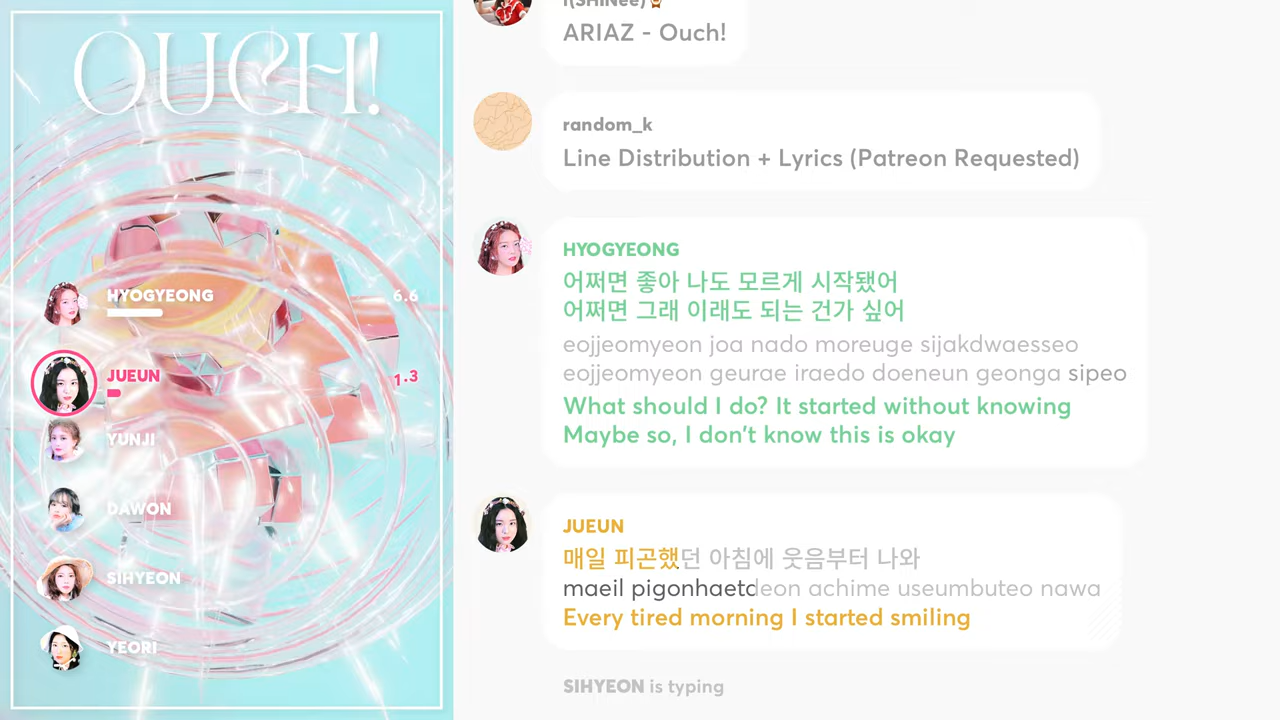 OUCH!
HYOGYEONG 6.6
JUEUN 1.3
YUNJI
DAWON
SIHYEON
YEORI
f(SHINee)
ARIAZ - Ouch!
random_k
Line Distribution + Lyrics (Patreon Requested)
HYOGYEONG
어쩌면 좋아 나도 모르게 시작됐어
어쩌면 그래 이래도 되는 건가 싶어
eojjeomyeon joa nado moreuge sijakdwaesseo
eojjeomyeon geurae iraedo doeneun geonga sipeo
What should I do? It started without knowing
Maybe so, I don't know this is okay
JUEUN
매일 피곤했던 아침에 웃음부터 나와
maeil pigonhaetdeon achime useumbuteo nawa
Every tired morning I started smiling
SIHYEON is typing